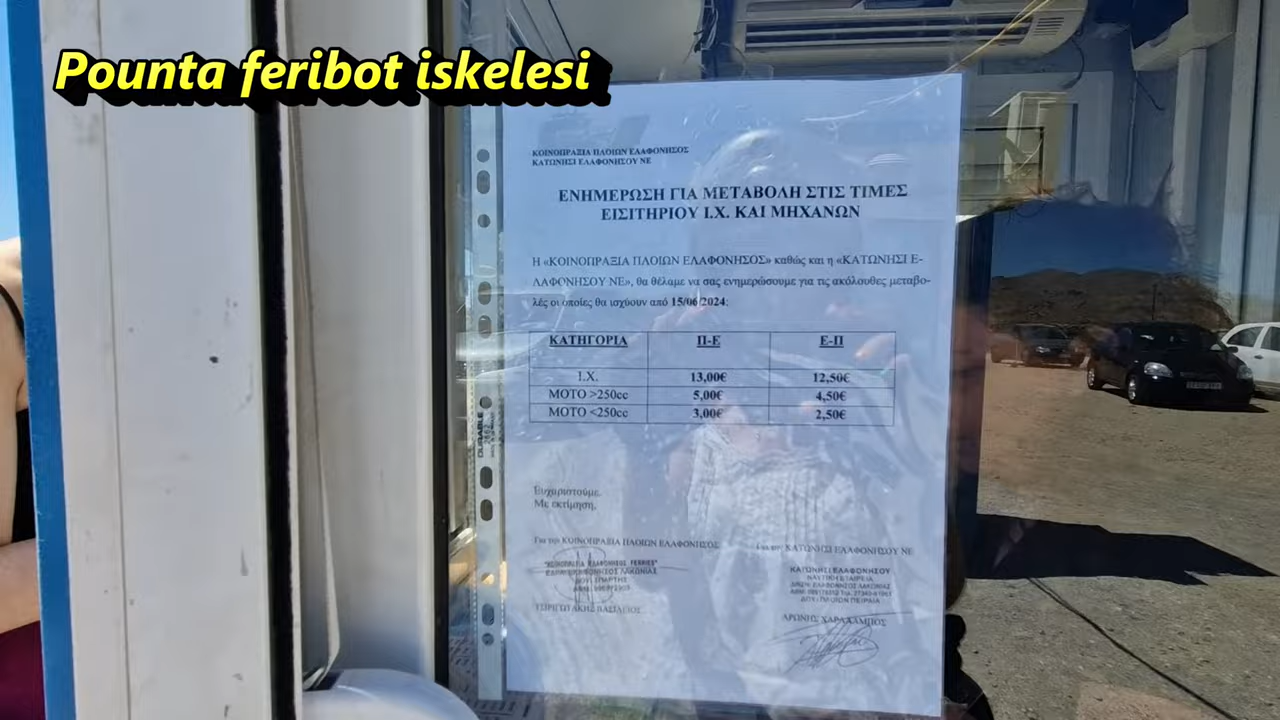 Pounta feribot iskelesi
ΚΟΙΝΟΠΡΑΞΙΑ ΠΛΟΙΩΝ ΕΛΑΦΟΝΗΣΟΣ
ΚΑΤΩΝΗΣΙ ΕΛΑΦΟΝΗΣΟΥ ΝΕ
ΕΝΗΜΕΡΩΣΗ ΓΙΑ ΜΕΤΑΒΟΛΗ ΣΤΙΣ ΤΙΜΕΣ
ΕΙΣΙΤΗΡΙΟΥ Ι.Χ. ΚΑΙ ΜΗΧΑΝΩΝ
Η «ΚΟΙΝΟΠΡΑΞΙΑ ΠΛΟΙΩΝ ΕΛΑΦΟΝΗΣΟΣ» καθώς και η «ΚΑΤΩΝΗΣΙ Ε-
ΛΑΦΟΝΗΣΟΥ ΝΕ», θα θέλαμε να σας ενημερώσουμε για τις ακόλουθες μεταβο-
λές οι οποίες θα ισχύουν από 15/06/2024:
ΚΑΤΗΓΟΡΙΑ Π-Ε Ε-Π
Ι.Χ. 13,00€ 12,50€
ΜΟΤΟ >250cc 5,00€ 4,50€
ΜΟΤΟ <250cc 3,00€ 2,50€
DURABLE
Ευχαριστούμε.
Με εκτίμηση,
Για την ΚΟΙΝΟΠΡΑΞΙΑ ΠΛΟΙΩΝ ΕΛΑΦΟΝΗΣΟΣ
Για την ΚΑΤΩΝΗΣΙ ΕΛΑΦΟΝΗΣΟΥ ΝΕ
ΚΑΤΩΝΗΣΙ ΕΛΑΦΟΝΗΣΟΥ
ΝΑΥΤΙΚΗ ΕΤΑΙΡΕΙΑ
ΒΑΣΙΛΕΙΟΣ
ΑΡΩΝΗΣ ΧΑΡΑΛΑΜΠΟΣ